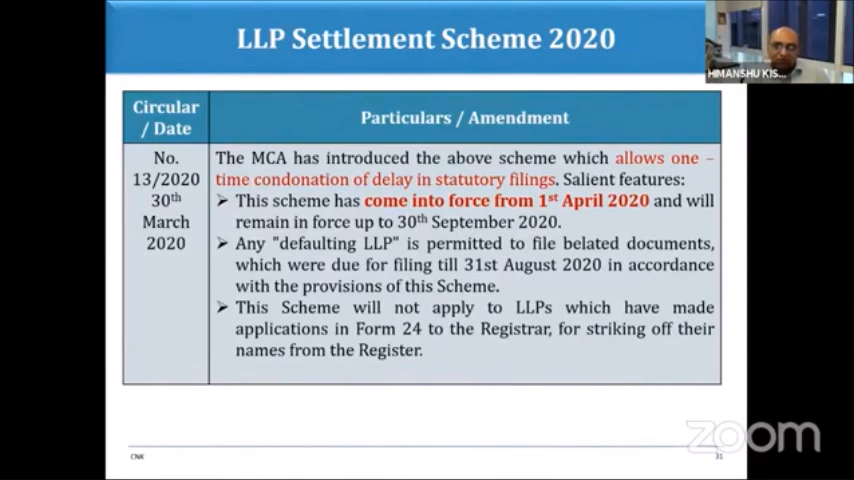 LLP Settlement Scheme 2020
HIMANSHU KIS...
Circular
/ Date
Particulars / Amendment
No.
13/2020
30th
March
2020
The MCA has introduced the above scheme which allows one –
time condonation of delay in statutory filings. Salient features:
➢ This scheme has come into force from 1st April 2020 and will
remain in force up to 30th September 2020.
➢ Any "defaulting LLP" is permitted to file belated documents,
which were due for filing till 31st August 2020 in accordance
with the provisions of this Scheme.
➢ This Scheme will not apply to LLPs which have made
applications in Form 24 to the Registrar, for striking off their
names from the Register.
zoom
CNK
31